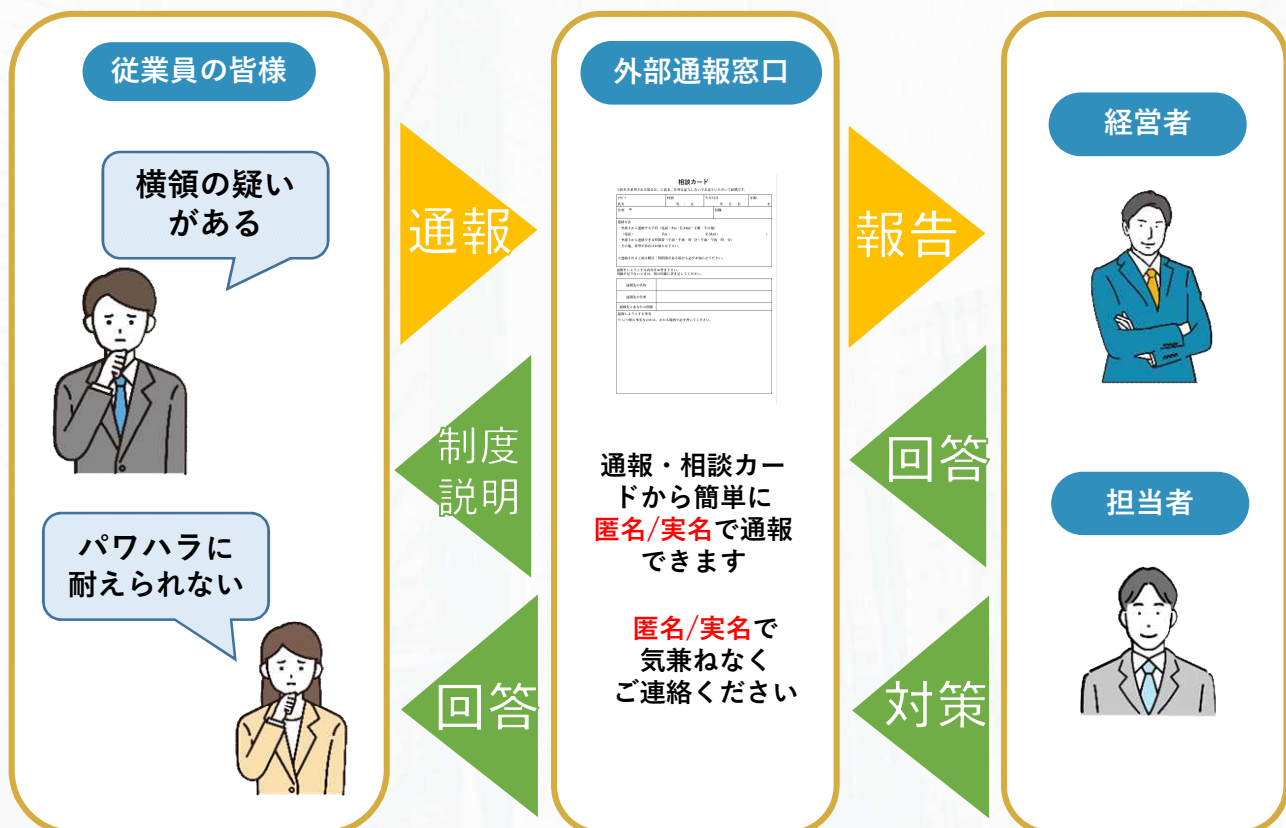 従業員の皆様
横領の疑い
がある
パワハラに
耐えられない
通報
制度
説明
回答
外部通報窓口
相談カード
通報・相談カー
ドから簡単に
匿名/実名で通報
できます
匿名/実名で
気兼ねなく
ご連絡ください
報告
回答
対策
経営者
担当者